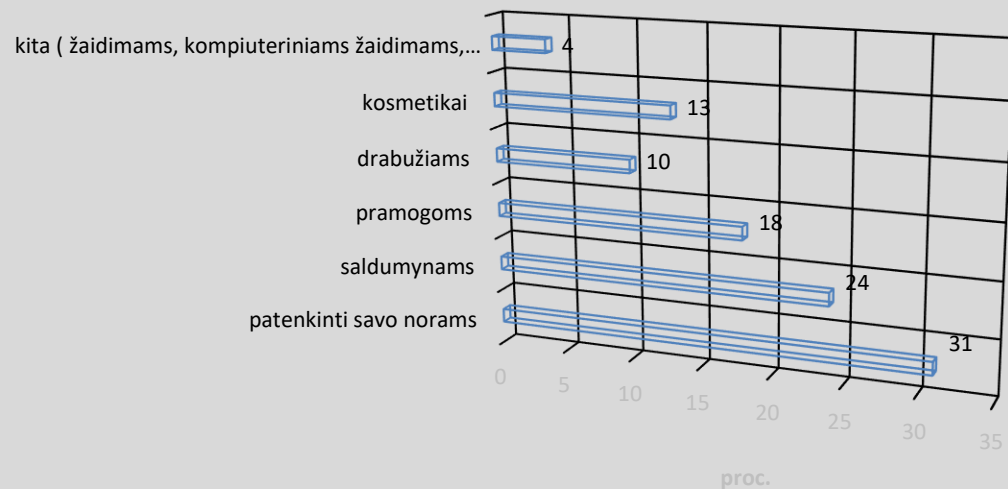 kita ( žaidimams, kompiuteriniams žaidimams,... 4
kosmetikai 13
drabužiams 10
pramogoms 18
saldumynams 24
patenkinti savo norams 31
0 5 10 15 20 25 30 35
proc.